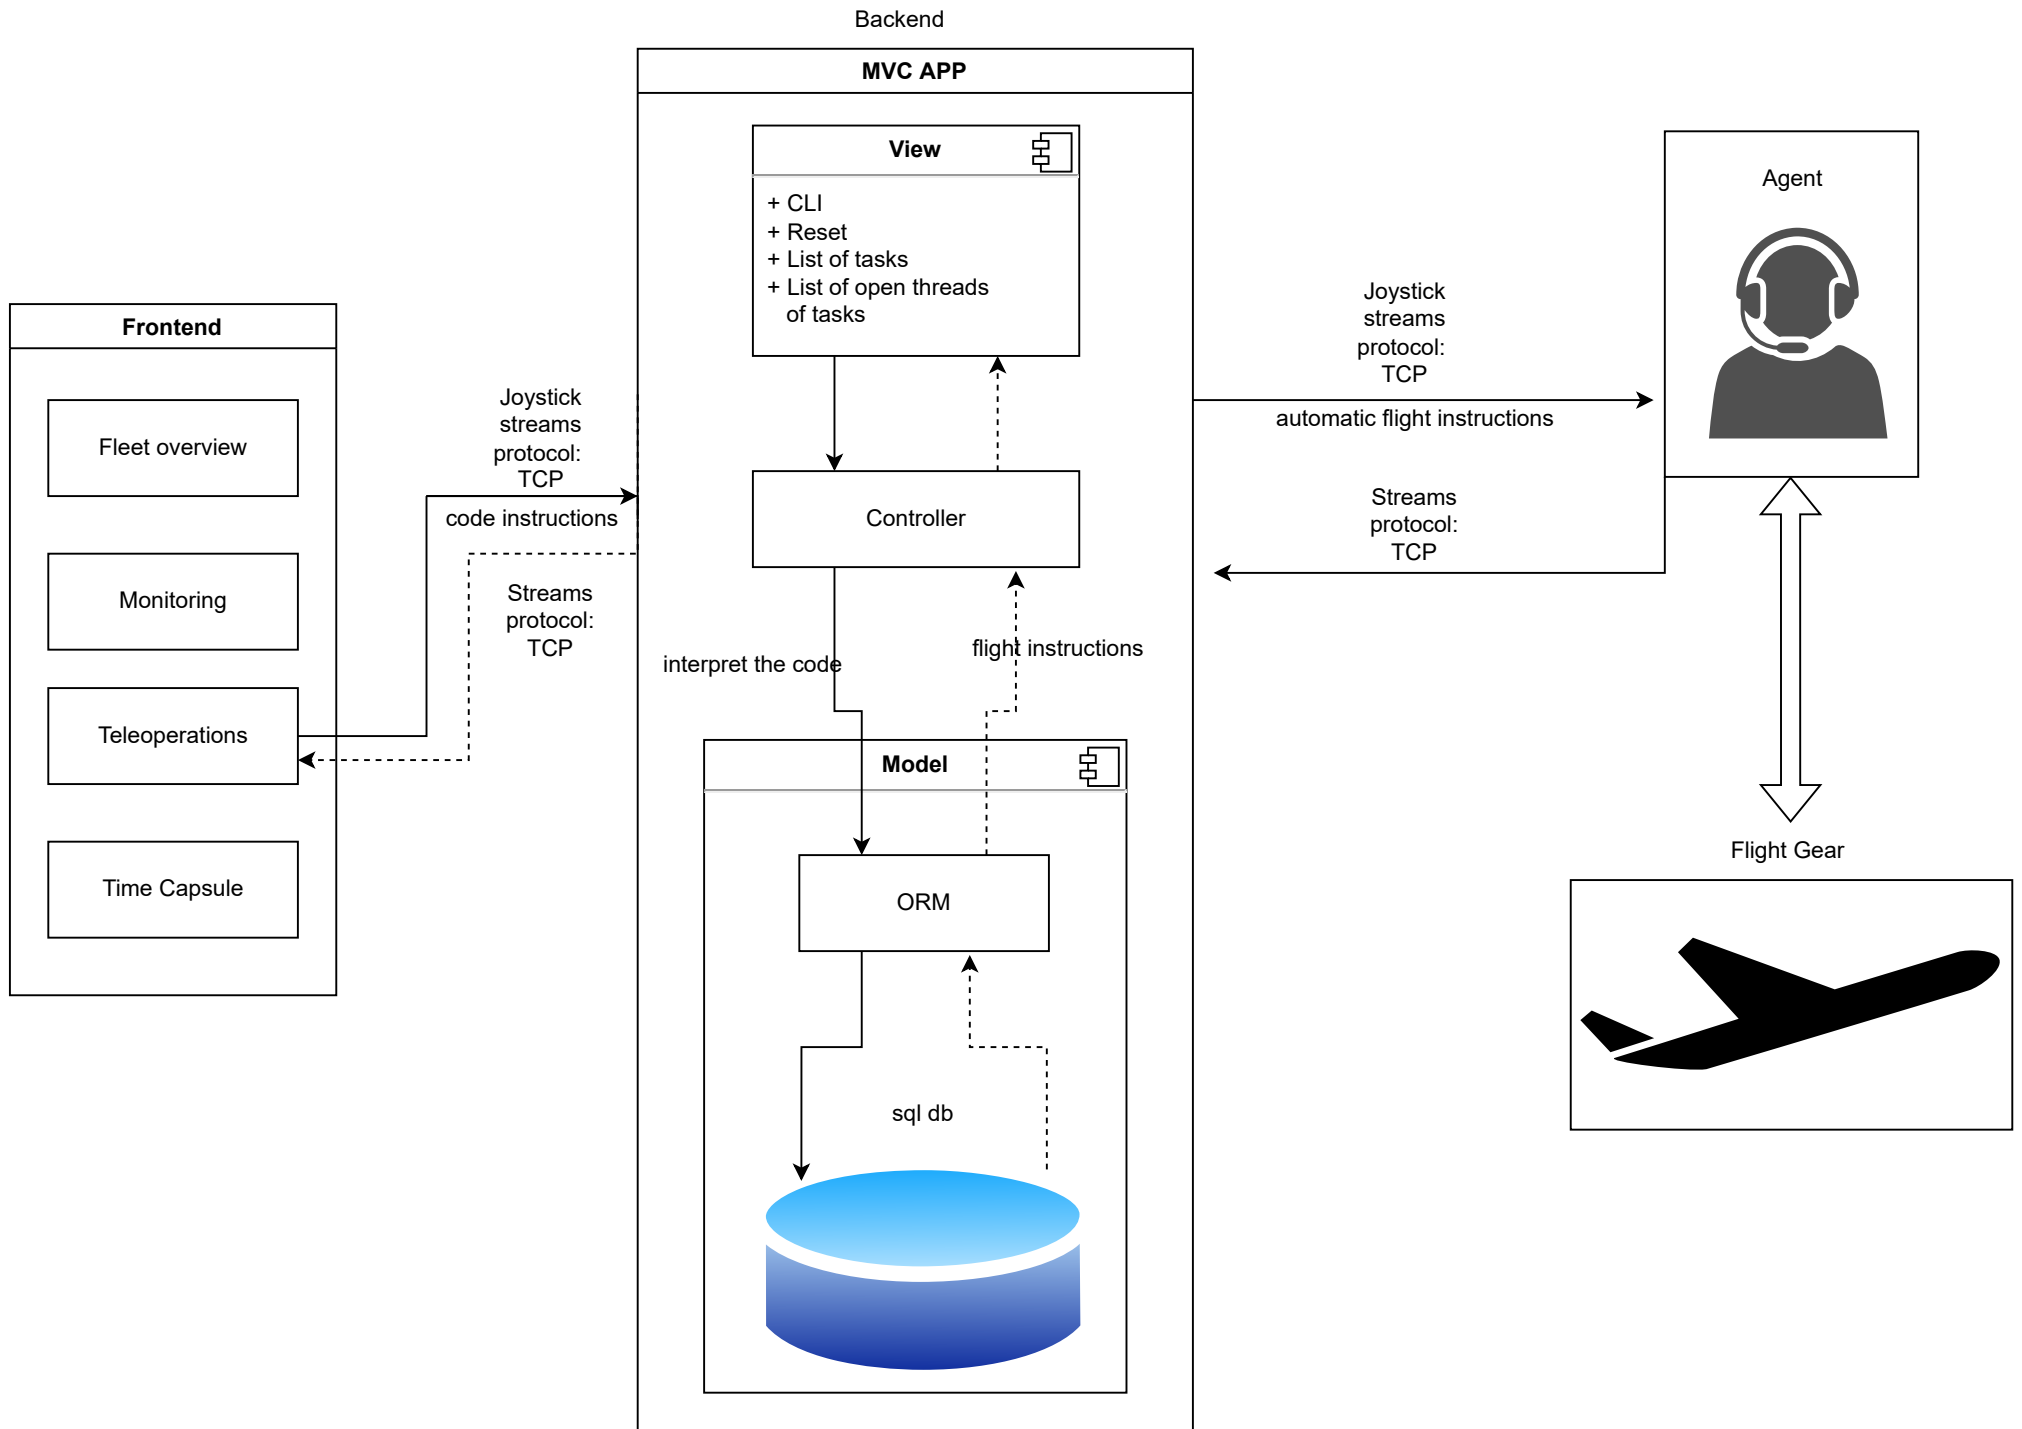 Backend
MVC APP
View
+ CLI
+ Reset
+ List of tasks
+ List of open threads
of tasks
Controller
interpret the code
flight instructions
Model
ORM
sql db
Frontend
Fleet overview
Monitoring
Teleoperations
Time Capsule
Joystick
streams
protocol:
TCP
code instructions
Streams
protocol:
TCP
Joystick
streams
protocol:
TCP
automatic flight instructions
Streams
protocol:
TCP
Agent
Flight Gear